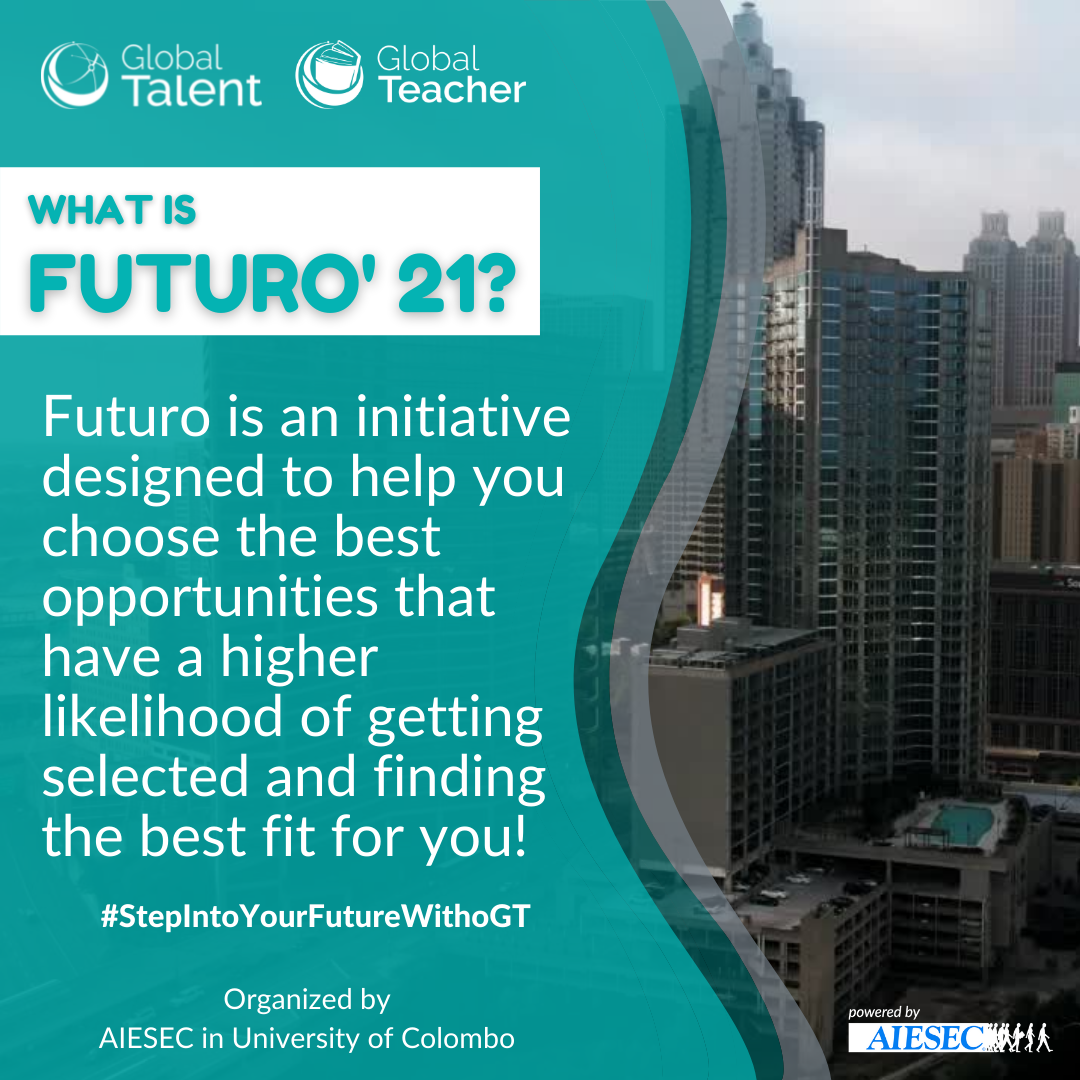 Global
Talent
Global
Teacher
WHAT IS
FUTURO' 21?
Futuro is an initiative
designed to help you
choose the best
opportunities that
have a higher
likelihood of getting
selected and finding
the best fit for you!
#StepIntoYourFutureWithoGT
Organized by
AIESEC in University of Colombo
powered by
AIESEC